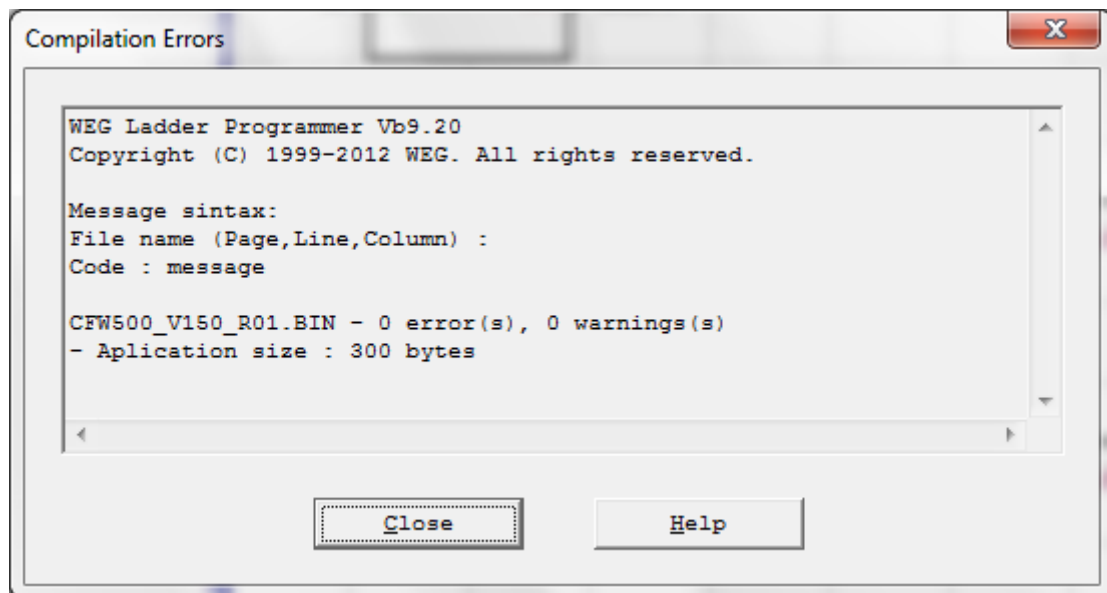 Compilation Errors
WEG Ladder Programmer Vb9.20
Copyright (C) 1999-2012 WEG. All rights reserved.
Message sintax:
File name (Page,Line,Column) :
Code : message
CFW500_V150_R01.BIN - 0 error(s), 0 warnings(s)
- Aplication size : 300 bytes
Close
Help